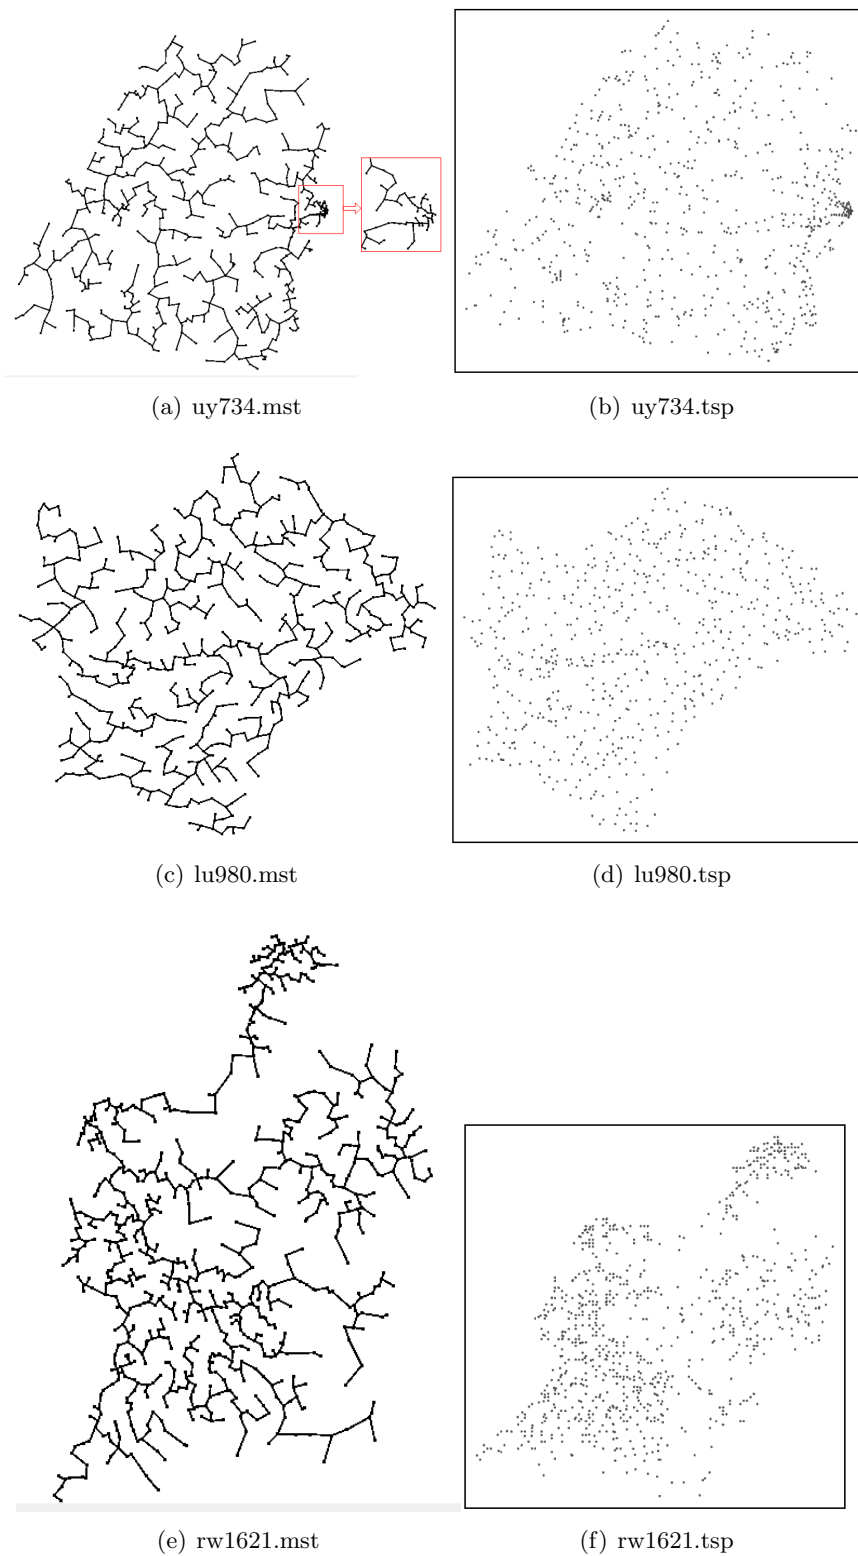 (a) uy734.mst
(b) uy734.tsp
(c) lu980.mst
(d) lu980.tsp
(e) rw1621.mst
(f) rw1621.tsp